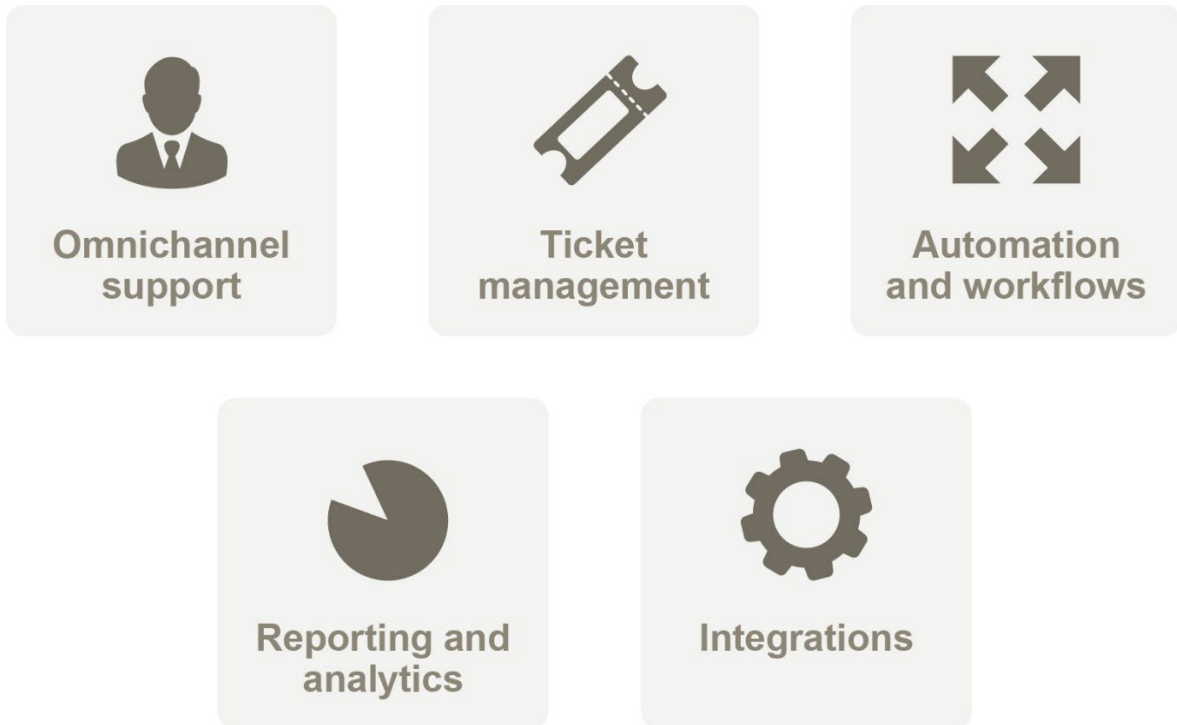 Omnichannel
support
Ticket
management
Automation
and workflows
Reporting and
analytics
Integrations